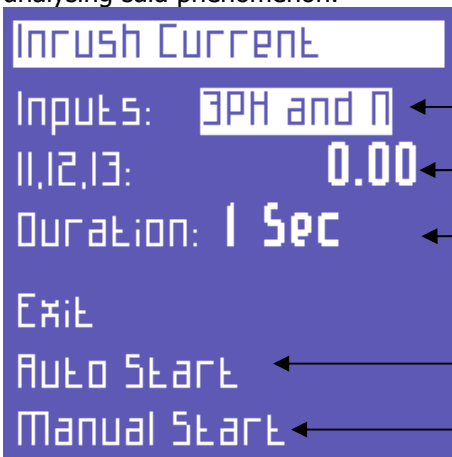 analysing said phenomenon.
Inrush Current
Inputs: 3PH and N
I1,I2,I3: 0.00
Duration: 1 Sec
Exit
Auto Start
Manual Start